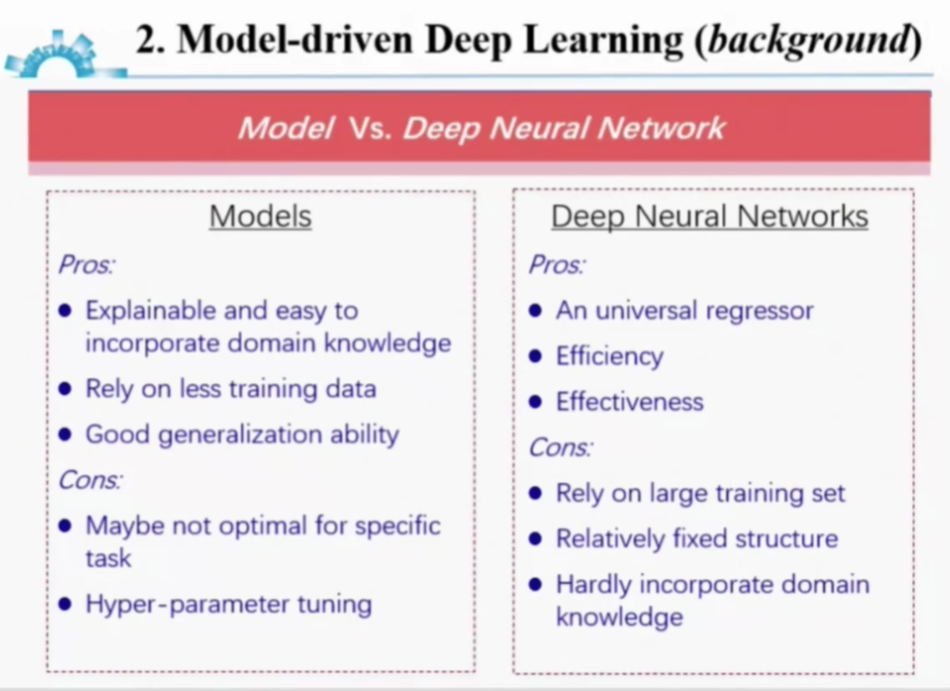 2. Model-driven Deep Learning (background)
Model Vs. Deep Neural Network
Models
Pros:
● Explainable and easy to
incorporate domain knowledge
● Rely on less training data
● Good generalization ability
Cons:
● Maybe not optimal for specific
task
● Hyper-parameter tuning
Deep Neural Networks
Pros:
● An universal regressor
● Efficiency
● Effectiveness
Cons:
● Rely on large training set
● Relatively fixed structure
● Hardly incorporate domain
knowledge